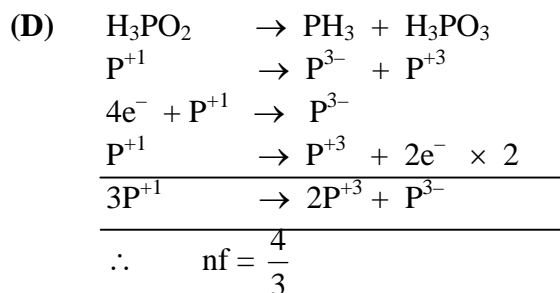 (D) H₃PO₂ → PH₃ + H₃PO₃
P⁺¹ → P³⁻ + P⁺³
4e⁻ + P⁺¹ → P³⁻
P⁺¹ → P⁺³ + 2e⁻ × 2
3P⁺¹ → 2P⁺³ + P³⁻
∴ nf = 4/3